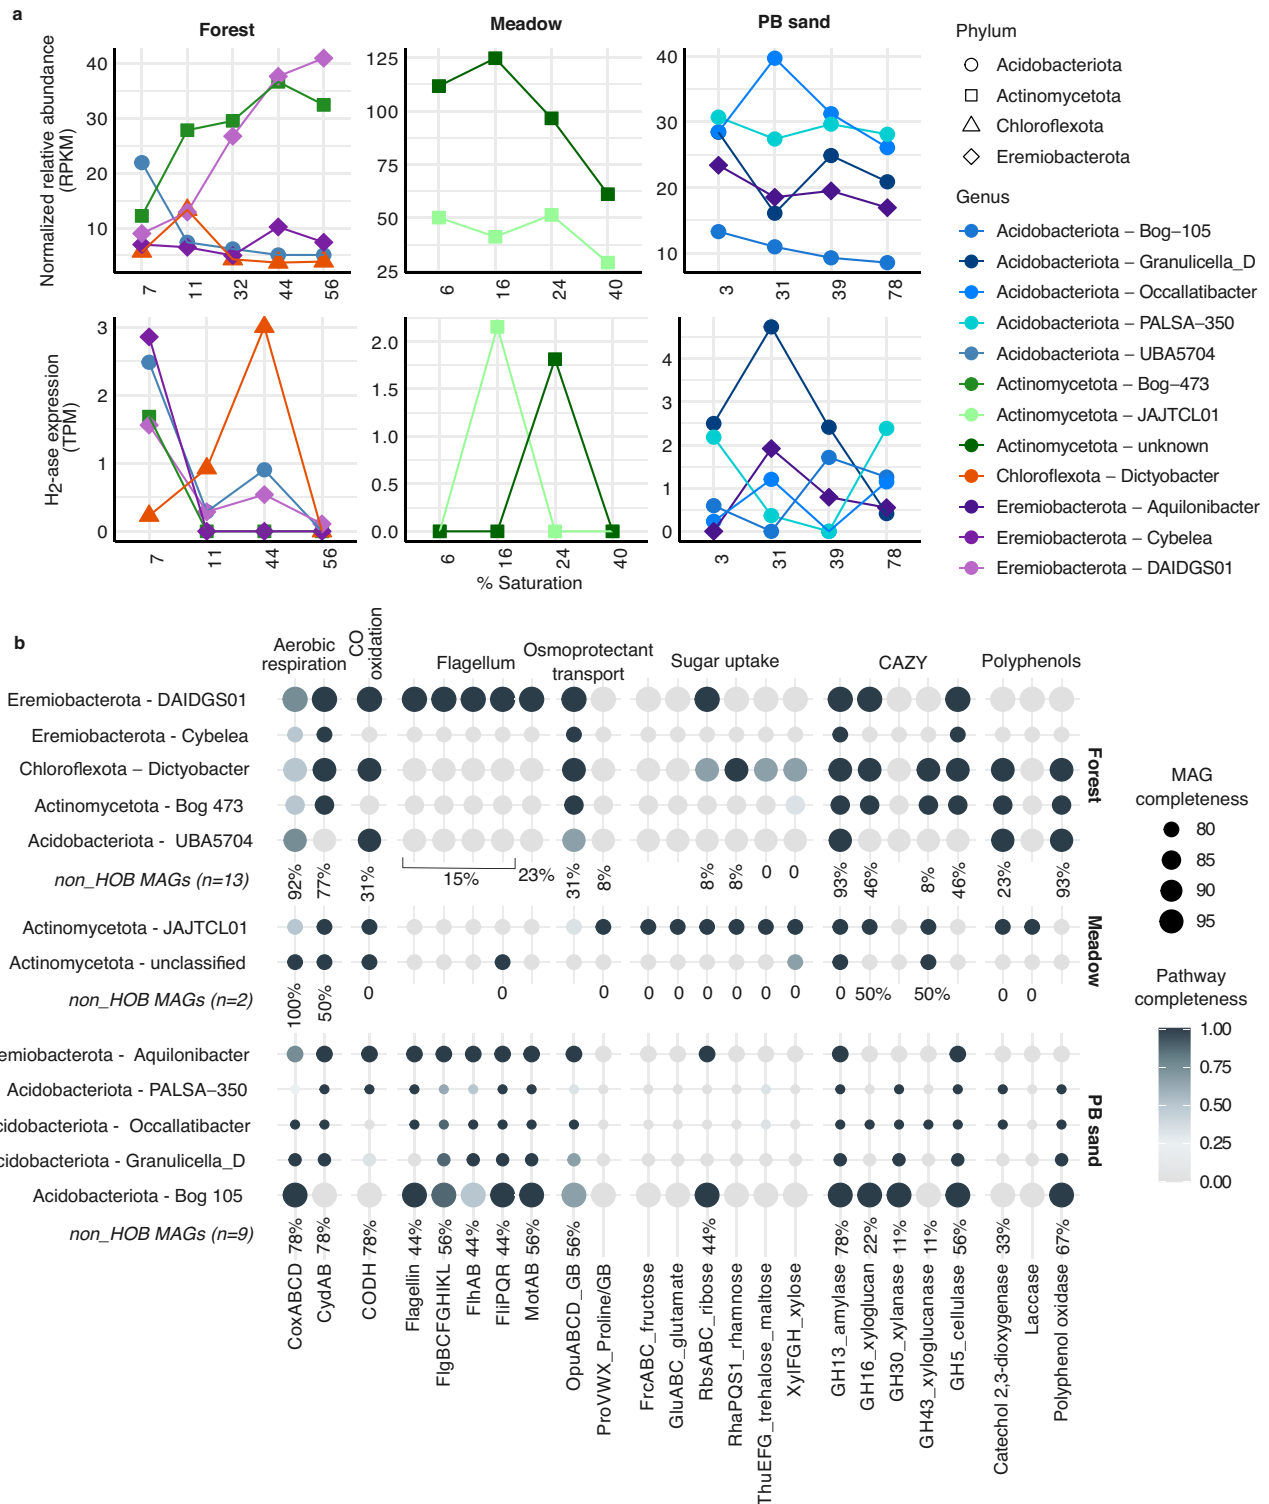 a
Forest
Meadow
PB sand
Normalized relative abundance
(RPKM)
40
30
20
10
7
11
32
44
56
125
100
75
50
25
6
16
24
40
40
30
20
10
3
31
39
78
H2-ase expression
(TPM)
3
2
1
0
7
11
44
56
2.0
1.5
1.0
0.5
0.0
6
16
24
40
% Saturation
4
3
2
1
0
3
31
39
78
Phylum
Acidobacteriota
Actinomycetota
Chloroflexota
Eremiobacterota
Genus
Acidobacteriota – Bog–105
Acidobacteriota – Granulicella_D
Acidobacteriota – Occallatibacter
Acidobacteriota – PALSA–350
Acidobacteriota – UBA5704
Actinomycetota – Bog–473
Actinomycetota – JAJTCL01
Actinomycetota – unknown
Chloroflexota – Dictyobacter
Eremiobacterota – Aquilonibacter
Eremiobacterota – Cybelea
Eremiobacterota – DAIDGS01
b
Aerobic
respiration
CO
oxidation
Flagellum
Osmoprotectant
transport
Sugar uptake
CAZY
Polyphenols
Eremiobacterota - DAIDGS01
Eremiobacterota - Cybelea
Chloroflexota – Dictyobacter
Actinomycetota - Bog 473
Acidobacteriota - UBA5704
non_HOB MAGs (n=13)
92%
77%
31%
15%
23%
31%
8%
8%
8%
0
0
93%
46%
8%
46%
23%
93%
Forest
Actinomycetota - JAJTCL01
Actinomycetota - unclassified
non_HOB MAGs (n=2)
100%
50%
0
0
0
0
0
0
0
0
0
0
50%
50%
0
0
Meadow
emiobacterota - Aquilonibacter
Acidobacteriota - PALSA–350
cidobacteriota - Occallatibacter
cidobacteriota - Granulicella_D
Acidobacteriota - Bog 105
non_HOB MAGs (n=9)
PB sand
CoxABCD 78%
CydAB 78%
CODH 78%
Flagellin 44%
FlgBCFGHIKL 56%
FlhAB 44%
FliPQR 44%
MotAB 56%
OpuABCD_GB 56%
ProVWX_Proline/GB
FrcABC_fructose
GluABC_glutamate
RbsABC_ribose 44%
RhaPQS1_rhamnose
ThuEFG_trehalose_maltose
XylFGH_xylose
GH13_amylase 78%
GH16_xyloglucan 22%
GH30_xylanase 11%
GH43_xyloglucanase 11%
GH5_cellulase 56%
Catechol 2,3-dioxygenase 33%
Laccase
Polyphenol oxidase 67%
MAG
completeness
80
85
90
95
Pathway
completeness
1.00
0.75
0.50
0.25
0.00